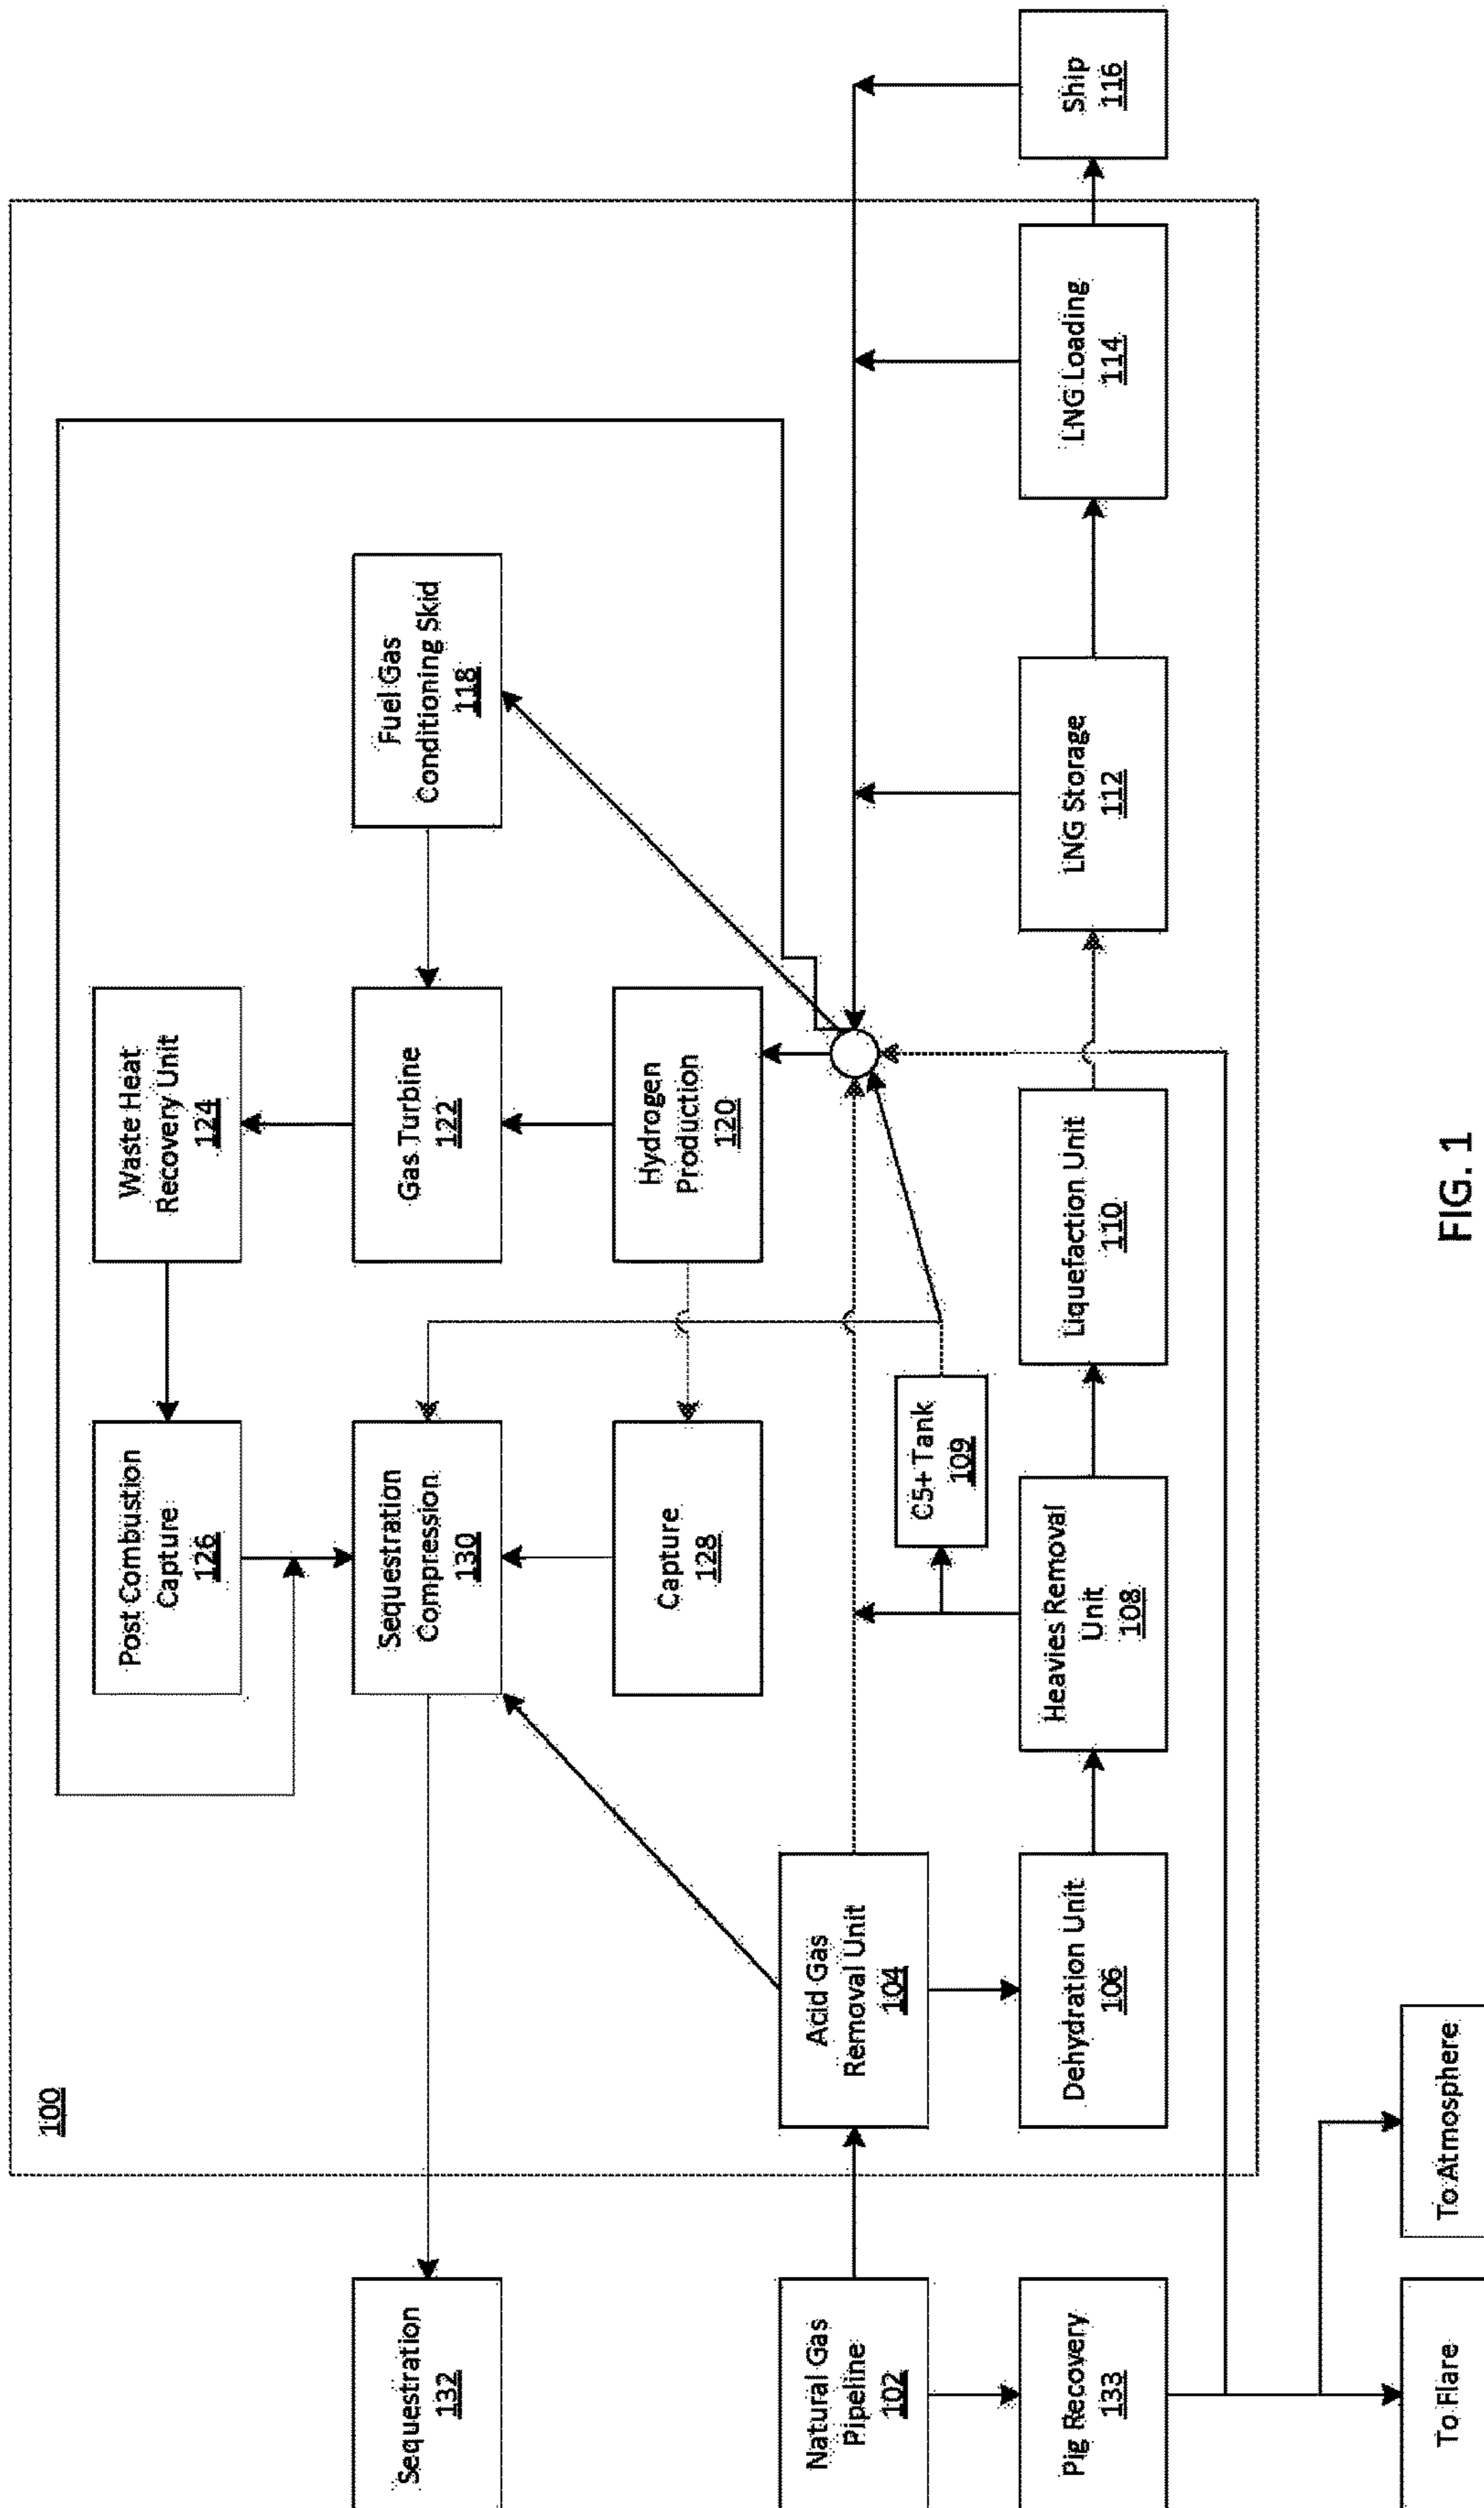 100
Sequestration
132
Natural Gas
Pipeline
102
Pig Recovery
133
To Flare
To Atmosphere
Acid Gas
Removal Unit
104
Dehydration Unit
106
Post Combustion
Capture
126
Sequestration
Compression
130
Capture
128
C5+ Tank
109
Heavies Removal
Unit
108
Waste Heat
Recovery Unit
124
Gas Turbine
122
Hydrogen
Production
120
Liquefaction Unit
110
Fuel Gas
Conditioning Skid
118
LNG Storage
112
LNG Loading
114
Ship
116
FIG. 1